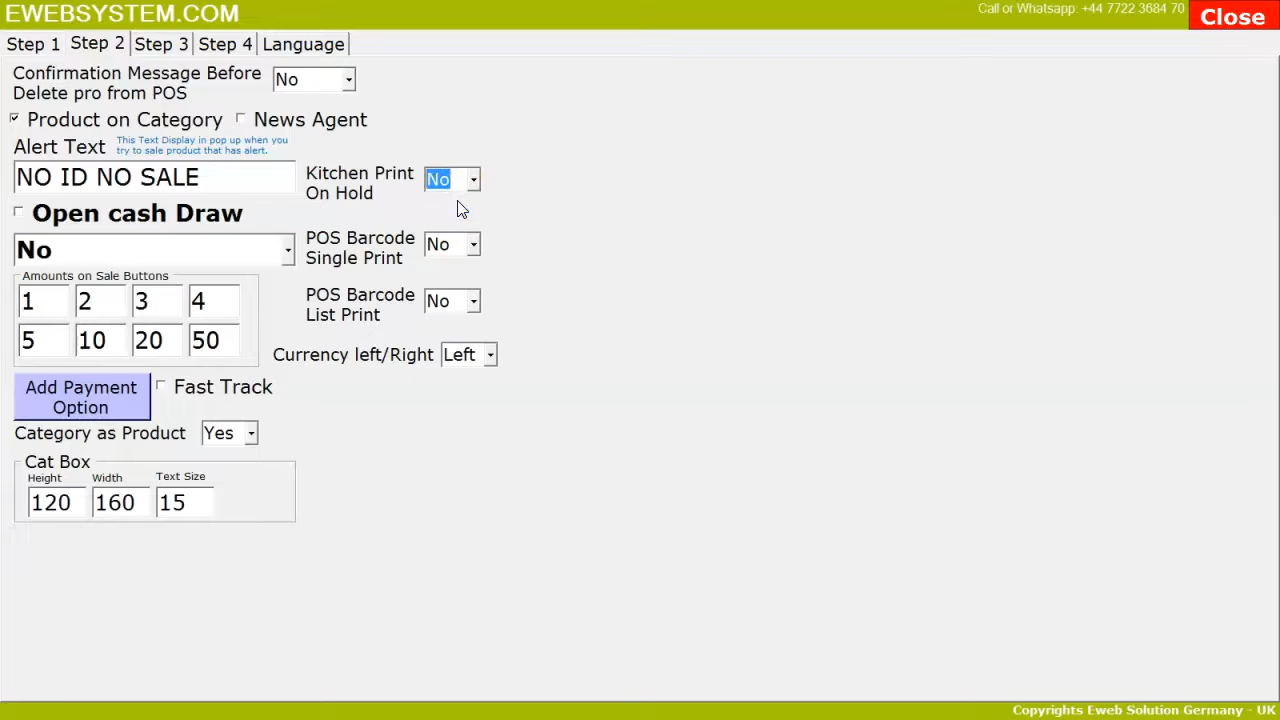 EWEBSYSTEM.COM
Call or Whatsapp: +44 7722 3684 70
Close
Step 1
Step 2
Step 3
Step 4
Language
Confirmation Message Before
Delete pro from POS
No
Product on Category
News Agent
Alert Text
This Text Display in pop up when you
try to sale product that has alert.
NO ID NO SALE
Kitchen Print
On Hold
No
Open cash Draw
No
POS Barcode
Single Print
No
Amounts on Sale Buttons
1 2 3 4
5 10 20 50
POS Barcode
List Print
No
Currency left/Right
Left
Add Payment
Option
Fast Track
Category as Product
Yes
Cat Box
Height Width Text Size
120 160 15
Copyrights Eweb Solution Germany - UK